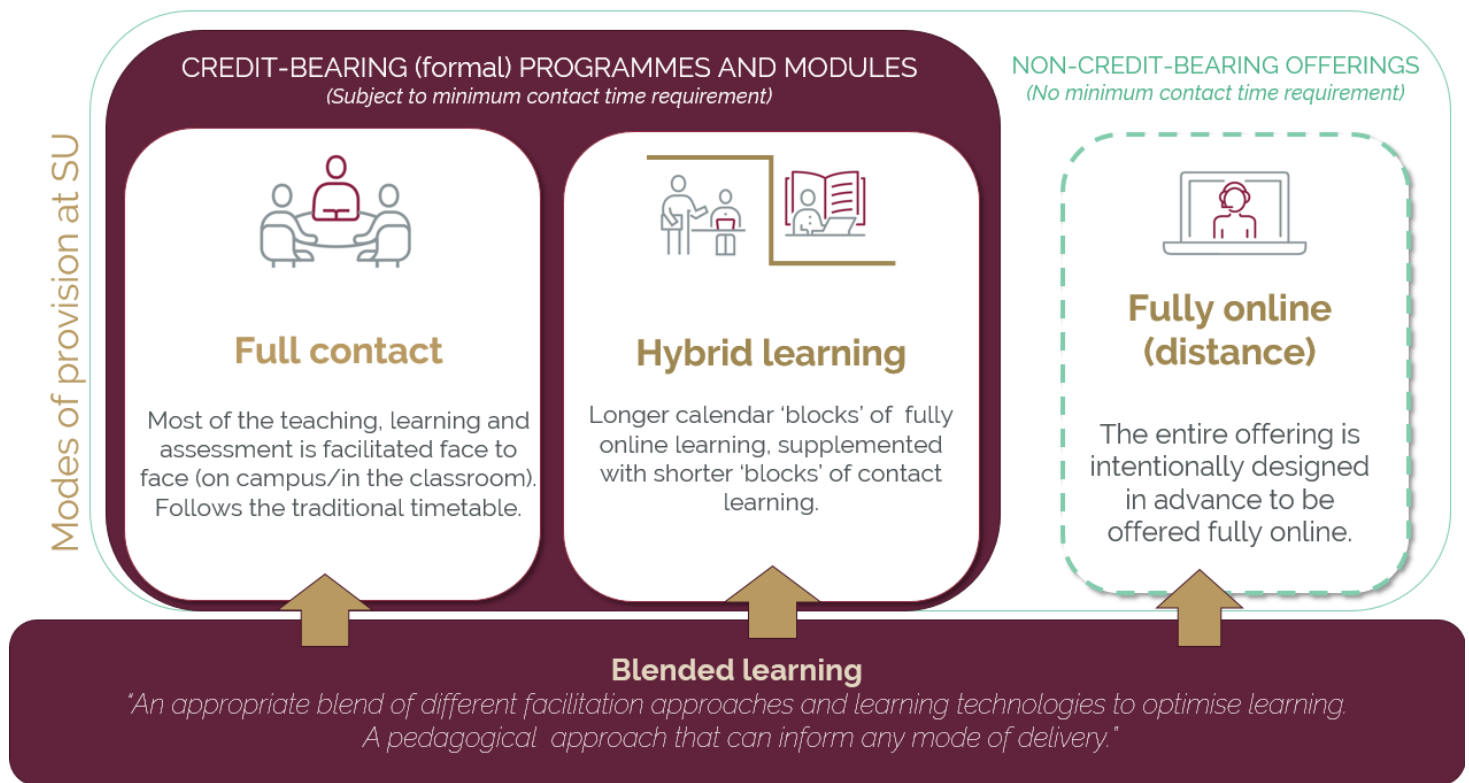 Modes of provision at SU
CREDIT-BEARING (formal) PROGRAMMES AND MODULES
(Subject to minimum contact time requirement)
Full contact
Most of the teaching, learning and
assessment is facilitated face to
face (on campus/in the classroom).
Follows the traditional timetable.
Hybrid learning
Longer calendar ‘blocks’ of fully
online learning, supplemented
with shorter ‘blocks’ of contact
learning.
NON-CREDIT-BEARING OFFERINGS
(No minimum contact time requirement)
Fully online
(distance)
The entire offering is
intentionally designed
in advance to be
offered fully online.
Blended learning
“An appropriate blend of different facilitation approaches and learning technologies to optimise learning.
A pedagogical approach that can inform any mode of delivery.”